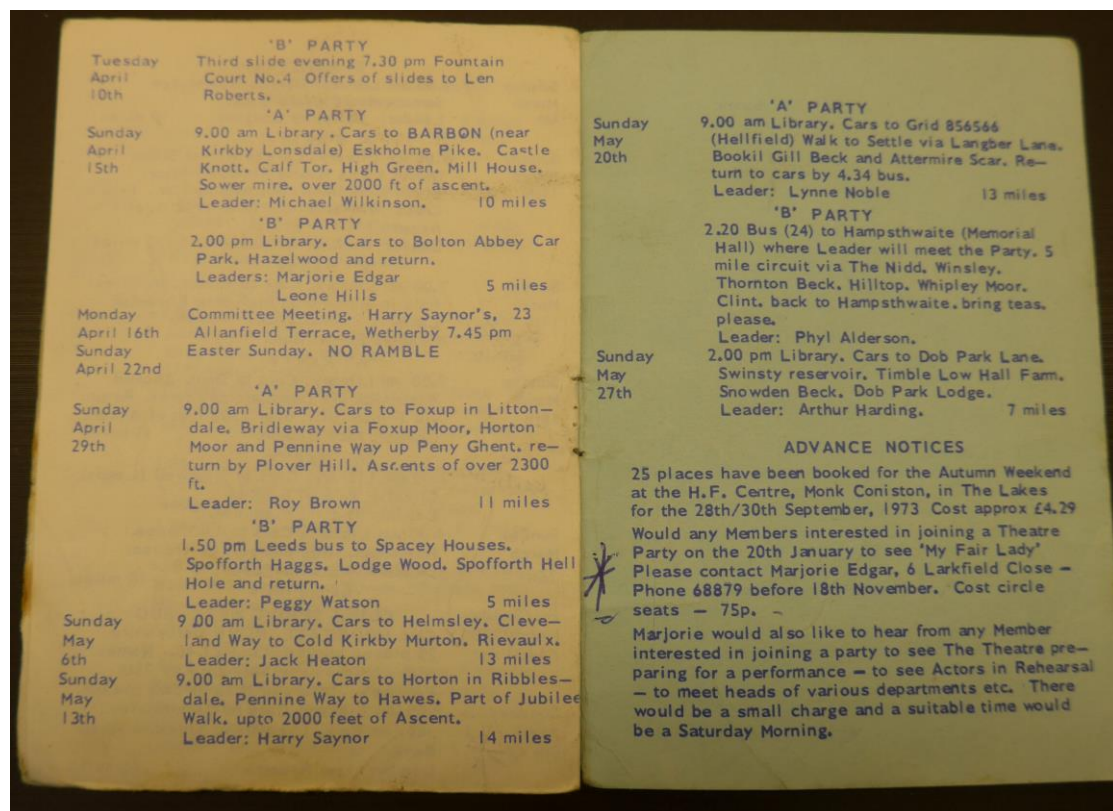 'B' PARTY
Tuesday Third slide evening 7.30 pm Fountain
April Court No.4 Offers of slides to Len
10th Roberts.
'A' PARTY
Sunday 9.00 am Library. Cars to BARBON (near
April Kirkby Lonsdale) Eskholme Pike. Castle
15th Knott. Calf Tor. High Green. Mill House.
Sower mire. over 2000 ft of ascent.
Leader: Michael Wilkinson. 10 miles
'B' PARTY
2.00 pm Library. Cars to Bolton Abbey Car
Park. Hazelwood and return.
Leaders: Marjorie Edgar 5 miles
Leone Hills
Monday Committee Meeting. Harry Saynor's, 23
April 16th Allanfield Terrace, Wetherby 7.45 pm
Sunday Easter Sunday. NO RAMBLE
April 22nd
'A' PARTY
Sunday 9.00 am Library. Cars to Foxup in Litton—
April dale. Bridleway via Foxup Moor, Horton
29th Moor and Pennine Way up Peny Ghent. re—
turn by Plover Hill. Ascents of over 2300
ft.
Leader: Roy Brown 11 miles
'B' PARTY
1.50 pm Leeds bus to Spacey Houses.
Spofforth Haggs. Lodge Wood. Spofforth Hell
Hole and return.
Leader: Peggy Watson 5 miles
Sunday 9.00 am Library. Cars to Helmsley. Cleve—
May land Way to Cold Kirkby Murton. Rievaulx.
6th Leader: Jack Heaton 13 miles
Sunday 9.00 am Library. Cars to Horton in Ribbles—
May dale. Pennine Way to Hawes. Part of Jubilee
13th Walk. upto 2000 feet of Ascent.
Leader: Harry Saynor 14 miles
'A' PARTY
Sunday 9.00 am Library. Cars to Grid 856566
May (Hellfield) Walk to Settle via Langber Lane.
20th Bookil Gill Beck and Attermire Scar. Re—
turn to cars by 4.34 bus.
Leader: Lynne Noble 13 miles
'B' PARTY
2.20 Bus (24) to Hampsthwaite (Memorial
Hall) where Leader will meet the Party. 5
mile circuit via The Nidd. Winsley.
Thornton Beck. Hilltop. Whipley Moor.
Clint. back to Hampsthwaite. bring teas.
please.
Leader: Phyl Alderson.
Sunday 2.00 pm Library. Cars to Dob Park Lane.
May Swinsty reservoir. Timble Low Hall Farm.
27th Snowden Beck. Dob Park Lodge.
Leader: Arthur Harding. 7 miles
ADVANCE NOTICES
25 places have been booked for the Autumn Weekend
at the H.F. Centre, Monk Coniston, in The Lakes
for the 28th/30th September, 1973 Cost approx £4.29
Would any Members interested in joining a Theatre
Party on the 20th January to see 'My Fair Lady'
Please contact Marjorie Edgar, 6 Larkfield Close —
Phone 68879 before 18th November. Cost circle
seats — 75p. —
Marjorie would also like to hear from any Member
interested in joining a party to see The Theatre pre—
paring for a performance — to see Actors in Rehearsal
— to meet heads of various departments etc. There
would be a small charge and a suitable time would
be a Saturday Morning.